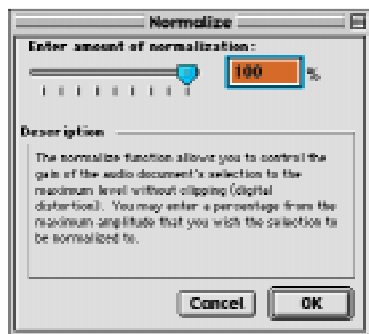 Normalize
Enter amount of normalization:
100 %
Description
The normalize function allows you to control the
gain of the audio document's selection to the
maximum level without clipping (digital
distortion). You may enter a percentage from the
maximum amplitude that you wish the selection to
be normalized to.
Cancel OK